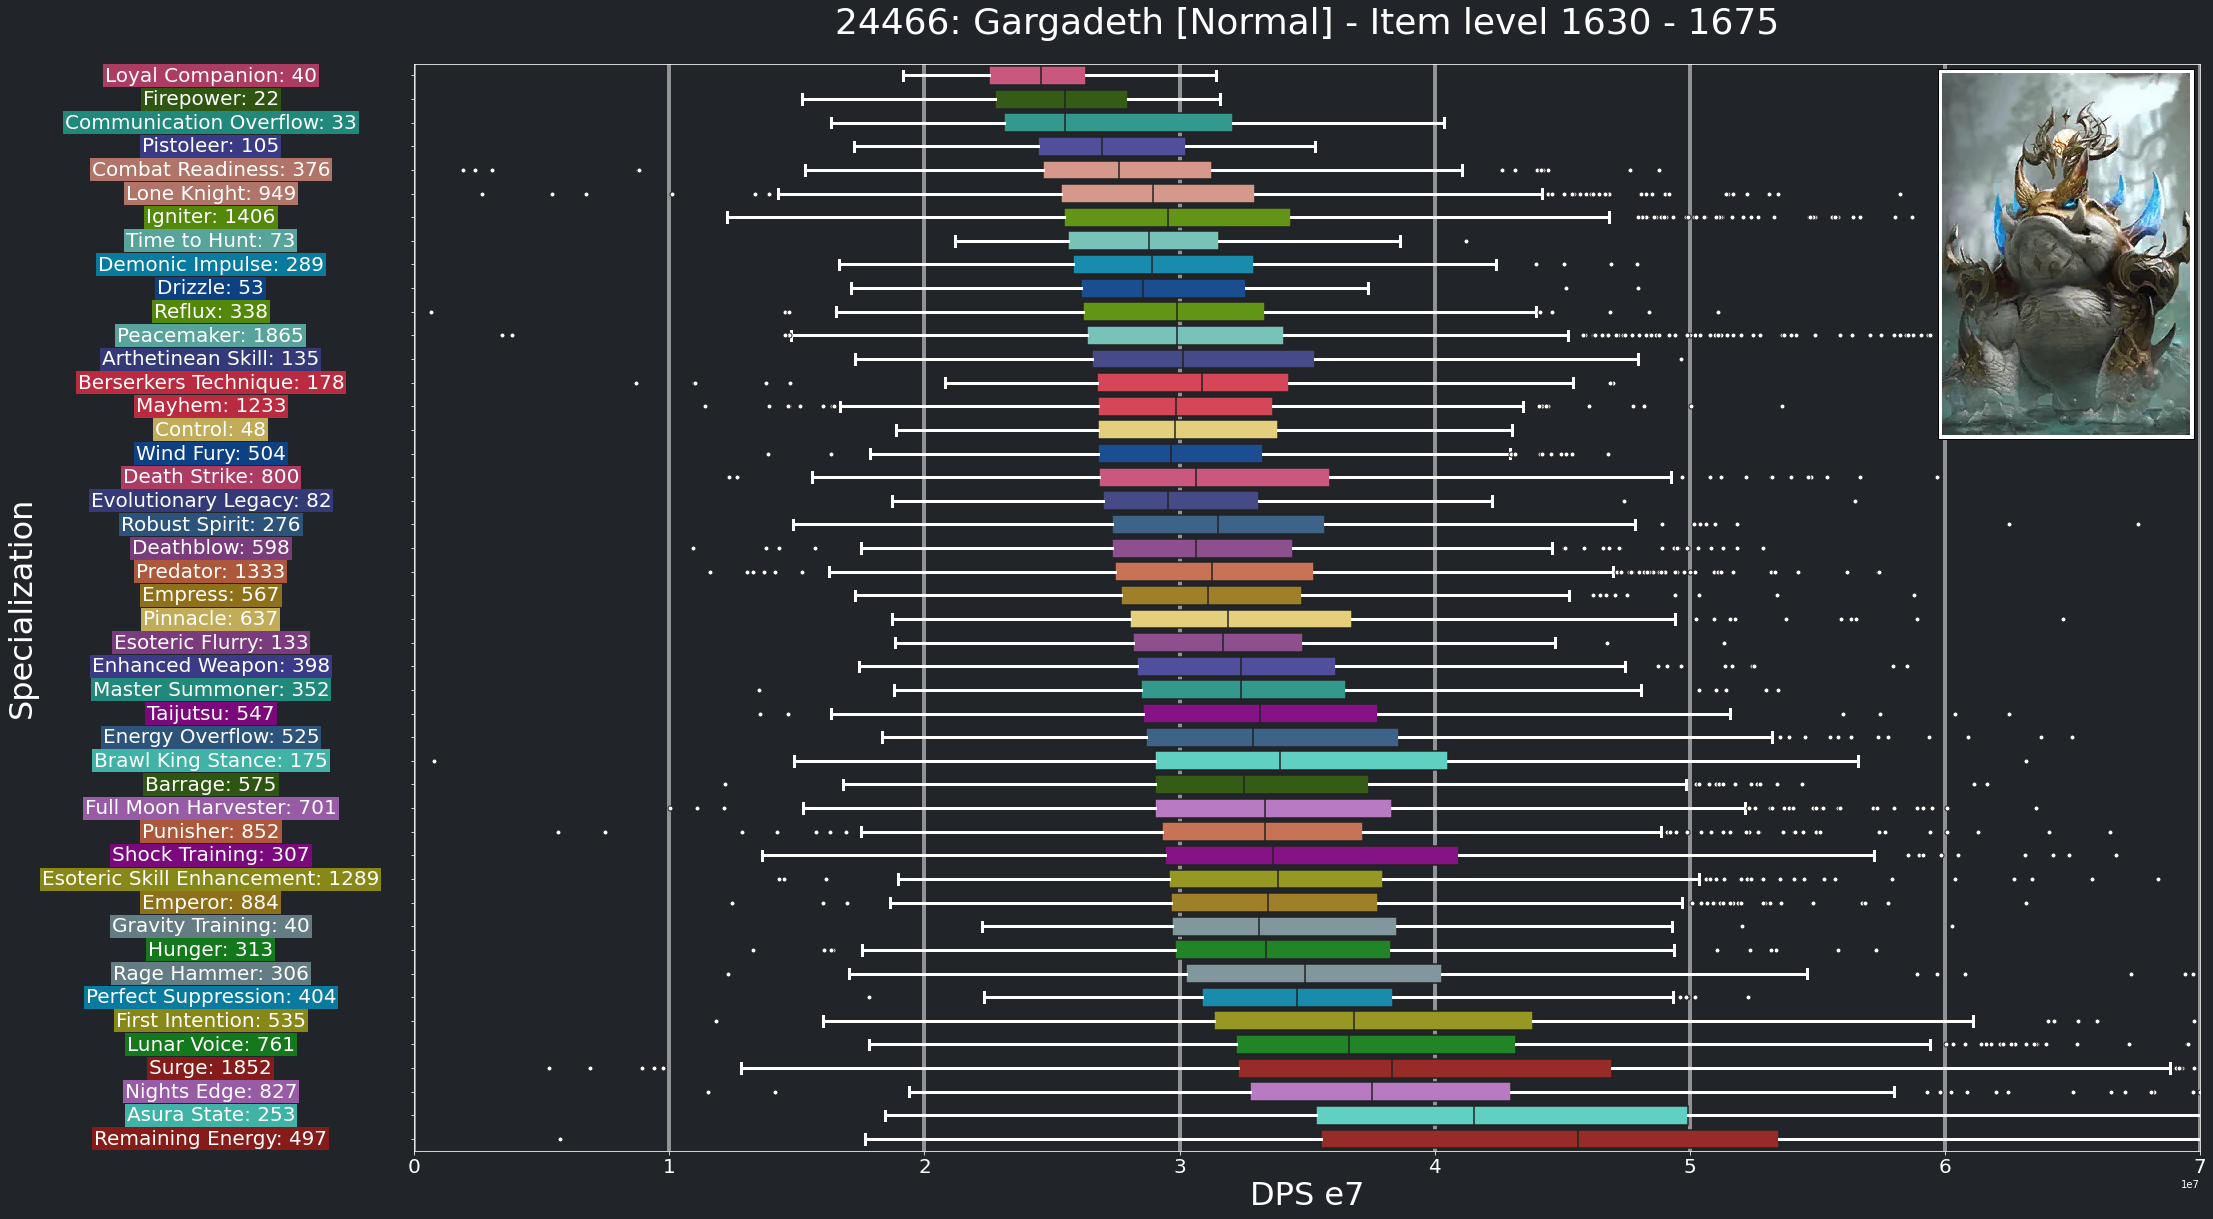 24466: Gargadeth [Normal] - Item level 1630 - 1675
Loyal Companion: 40
Firepower: 22
Communication Overflow: 33
Pistoleer: 105
Combat Readiness: 376
Lone Knight: 949
Igniter: 1406
Time to Hunt: 73
Demonic Impulse: 289
Drizzle: 53
Reflux: 338
Peacemaker: 1865
Arthetinean Skill: 135
Berserkers Technique: 178
Mayhem: 1233
Control: 48
Wind Fury: 504
Death Strike: 800
Evolutionary Legacy: 82
Robust Spirit: 276
Deathblow: 598
Predator: 1333
Empress: 567
Pinnacle: 637
Esoteric Flurry: 133
Enhanced Weapon: 398
Master Summoner: 352
Taijutsu: 547
Energy Overflow: 525
Brawl King Stance: 175
Barrage: 575
Full Moon Harvester: 701
Punisher: 852
Shock Training: 307
Esoteric Skill Enhancement: 1289
Emperor: 884
Gravity Training: 40
Hunger: 313
Rage Hammer: 306
Perfect Suppression: 404
First Intention: 535
Lunar Voice: 761
Surge: 1852
Nights Edge: 827
Asura State: 253
Remaining Energy: 497
Specialization
0 1 2 3 4 5 6 7
1e7
DPS e7